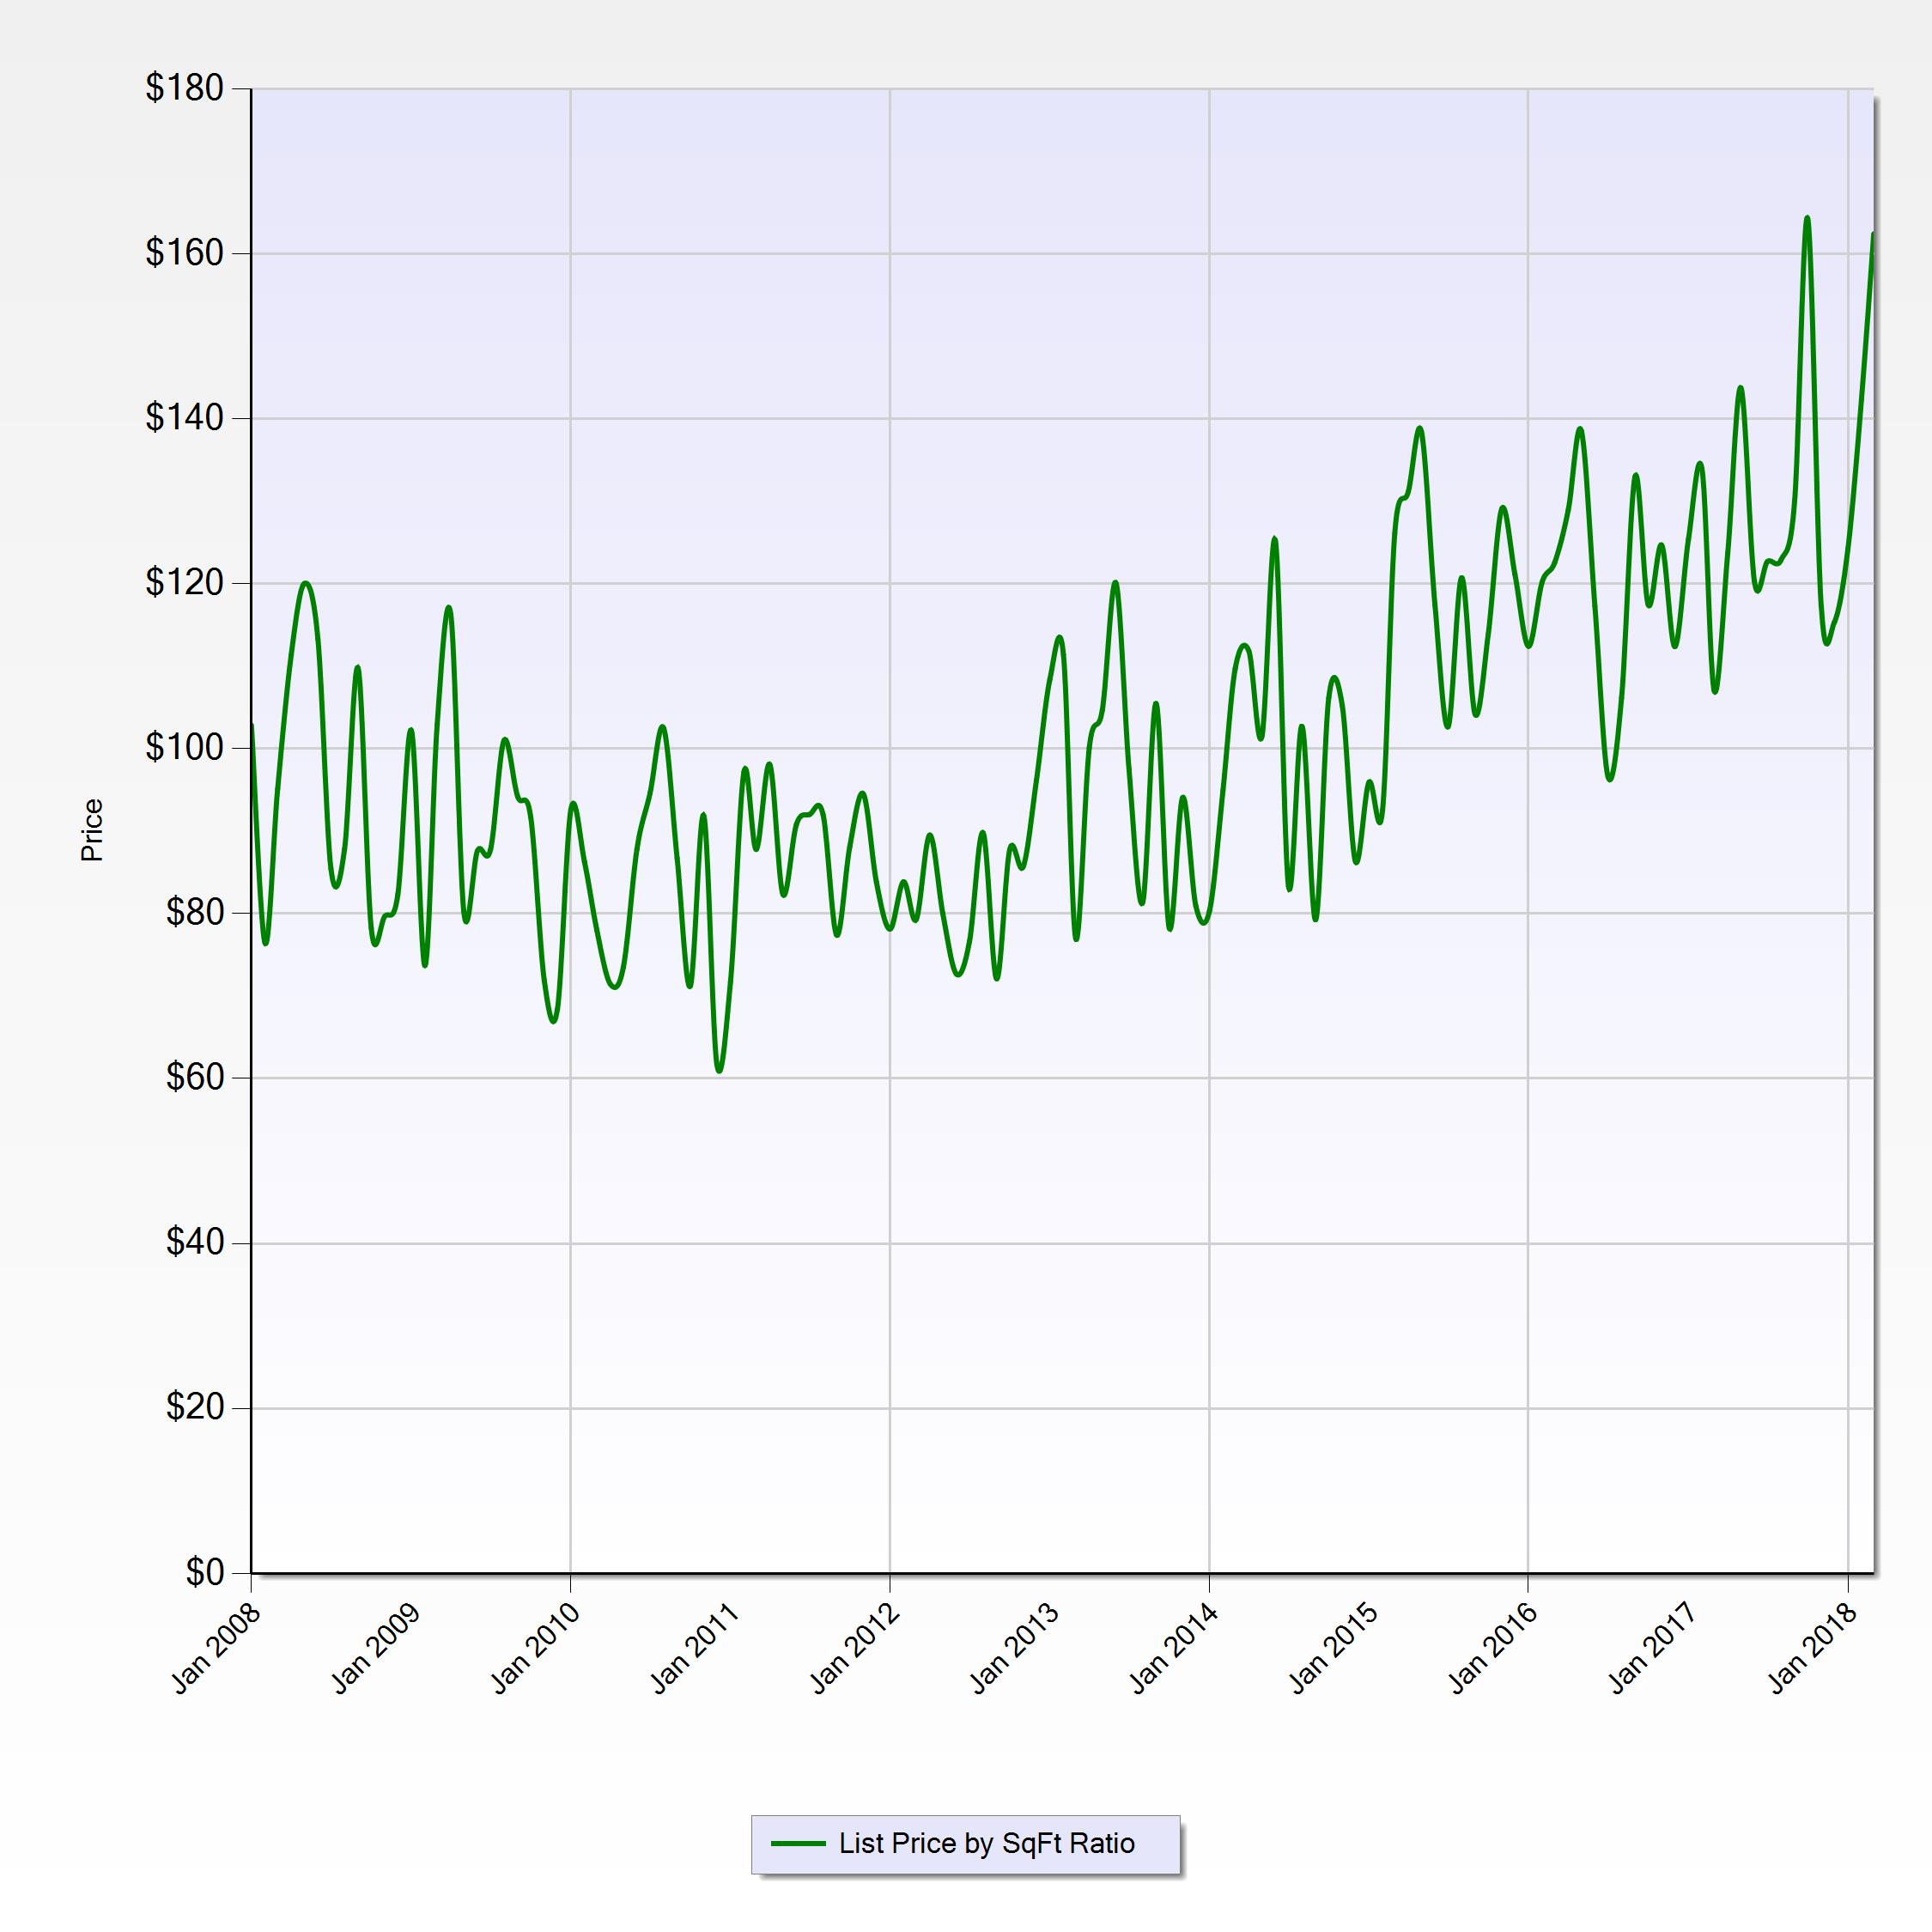 $180
$160
$140
$120
$100
$80
$60
$40
$20
$0
Price
Jan 2008
Jan 2009
Jan 2010
Jan 2011
Jan 2012
Jan 2013
Jan 2014
Jan 2015
Jan 2016
Jan 2017
Jan 2018
List Price by SqFt Ratio